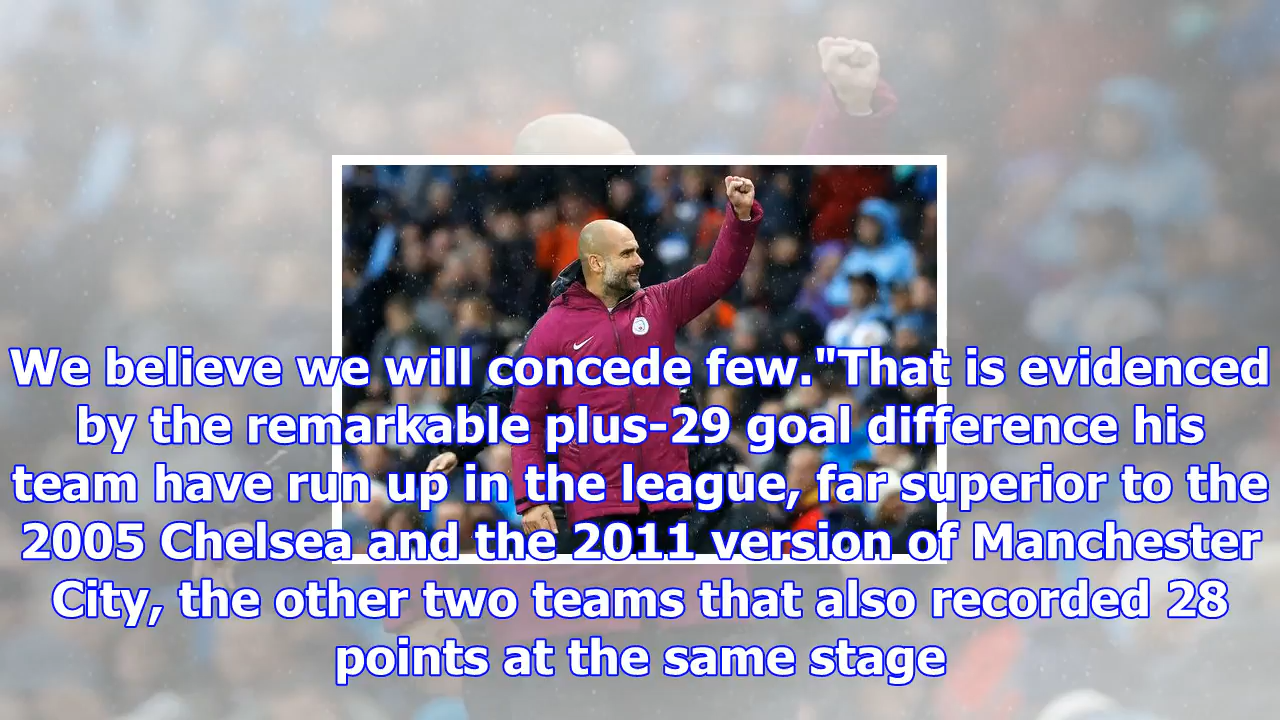 We believe we will concede few."That is evidenced
by the remarkable plus-29 goal difference his
team have run up in the league, far superior to the
2005 Chelsea and the 2011 version of Manchester
City, the other two teams that also recorded 28
points at the same stage